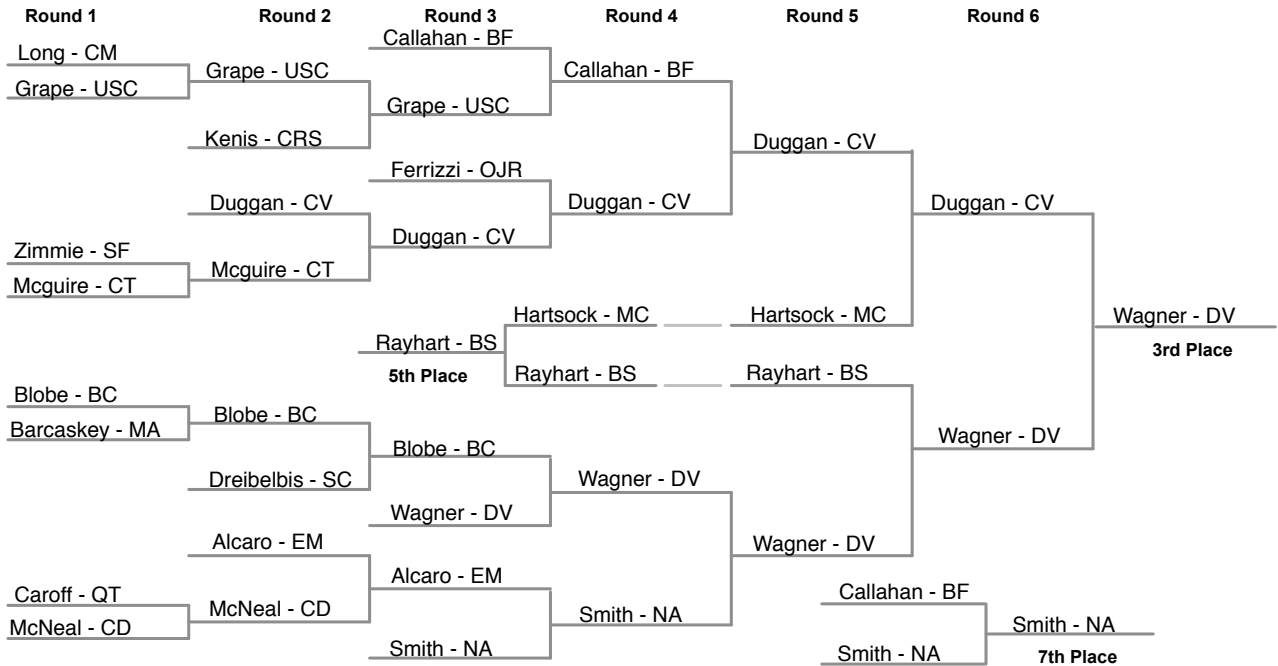 Round 1
Round 2
Round 3
Round 4
Round 5
Round 6
Long - CM
Grape - USC
Zimmie - SF
Mcguire - CT
Blobe - BC
Barcaskey - MA
Caroff - QT
McNeal - CD
Grape - USC
Kenis - CRS
Duggan - CV
Mcguire - CT
Blobe - BC
Dreibelbis - SC
Alcaro - EM
McNeal - CD
Callahan - BF
Grape - USC
Ferrizzi - OJR
Duggan - CV
Rayhart - BS
5th Place
Blobe - BC
Wagner - DV
Alcaro - EM
Smith - NA
Callahan - BF
Duggan - CV
Hartsock - MC
Rayhart - BS
Wagner - DV
Smith - NA
Duggan - CV
Hartsock - MC
Rayhart - BS
Wagner - DV
Callahan - BF
Smith - NA
Duggan - CV
Wagner - DV
Smith - NA
7th Place
Wagner - DV
3rd Place